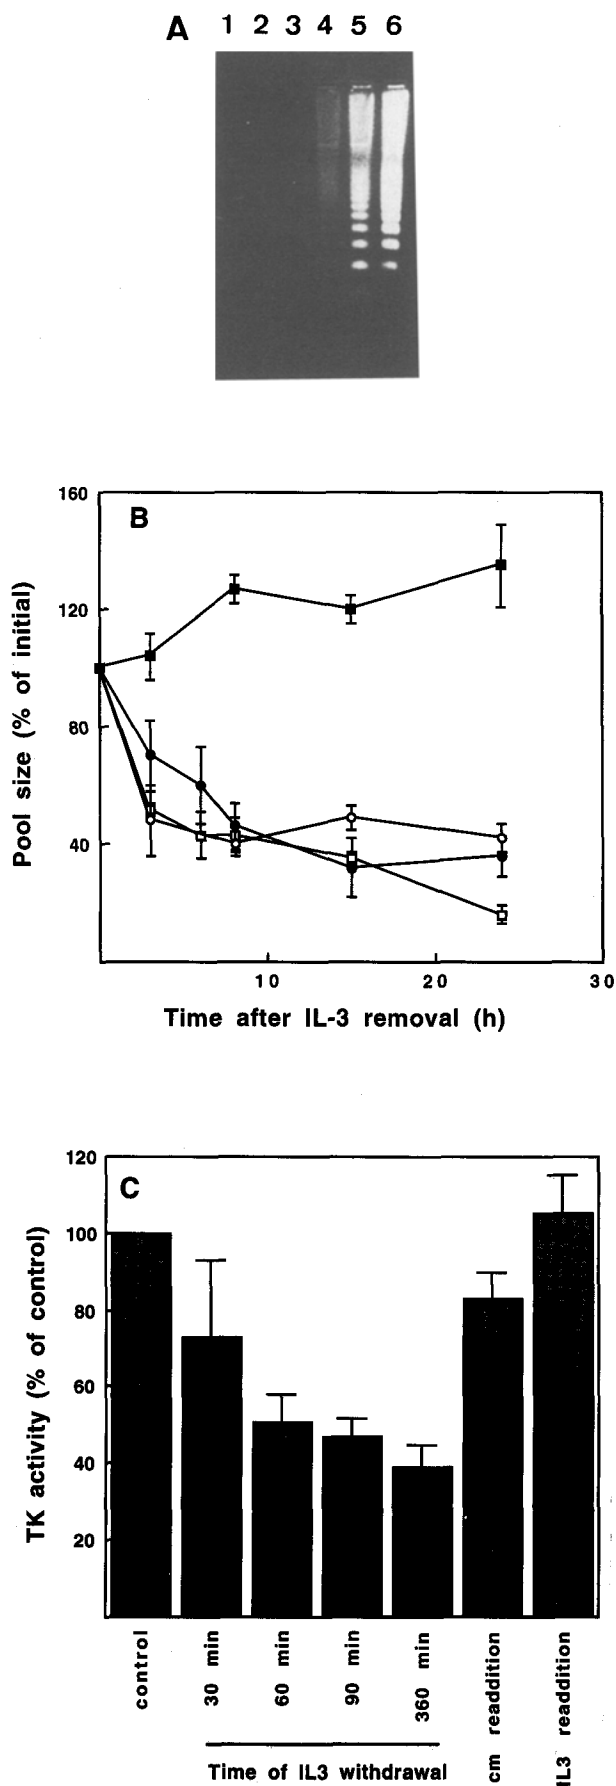 A 1 2 3 4 5 6
B
160
120
80
40
Pool size (% of initial)
10 20 30
Time after IL-3 removal (h)
C
120
100
80
60
40
20
TK activity (% of control)
control
30 min
60 min
90 min
360 min
cm readdition
IL3 readdition
Time of IL3 withdrawal